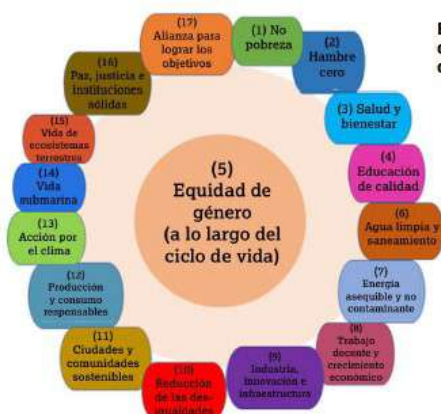 (17)
Alianza para
lograr los
objetivos
(1) No
pobreza
(2)
Hambre
cero
(3) Salud y
bienestar
(4)
Educación
de calidad
(6)
Agua limpia y
saneamiento
(7)
Energía
asequible y no
contaminante
(8)
Trabajo
decente y
crecimiento
económico
(9)
Industria,
innovación e
infraestructura
(10)
Reducción
de las des-
igualdades
(11)
Ciudades y
comunidades
sostenibles
(12)
Producción
y consumo
responsables
(13)
Acción por
el clima
(14)
Vida
submarina
(15)
Vida de
ecosistemas
terrestres
(16)
Paz, justicia e
instituciones
sólidas
(5)
Equidad de
género
(a lo largo del
ciclo de vida)